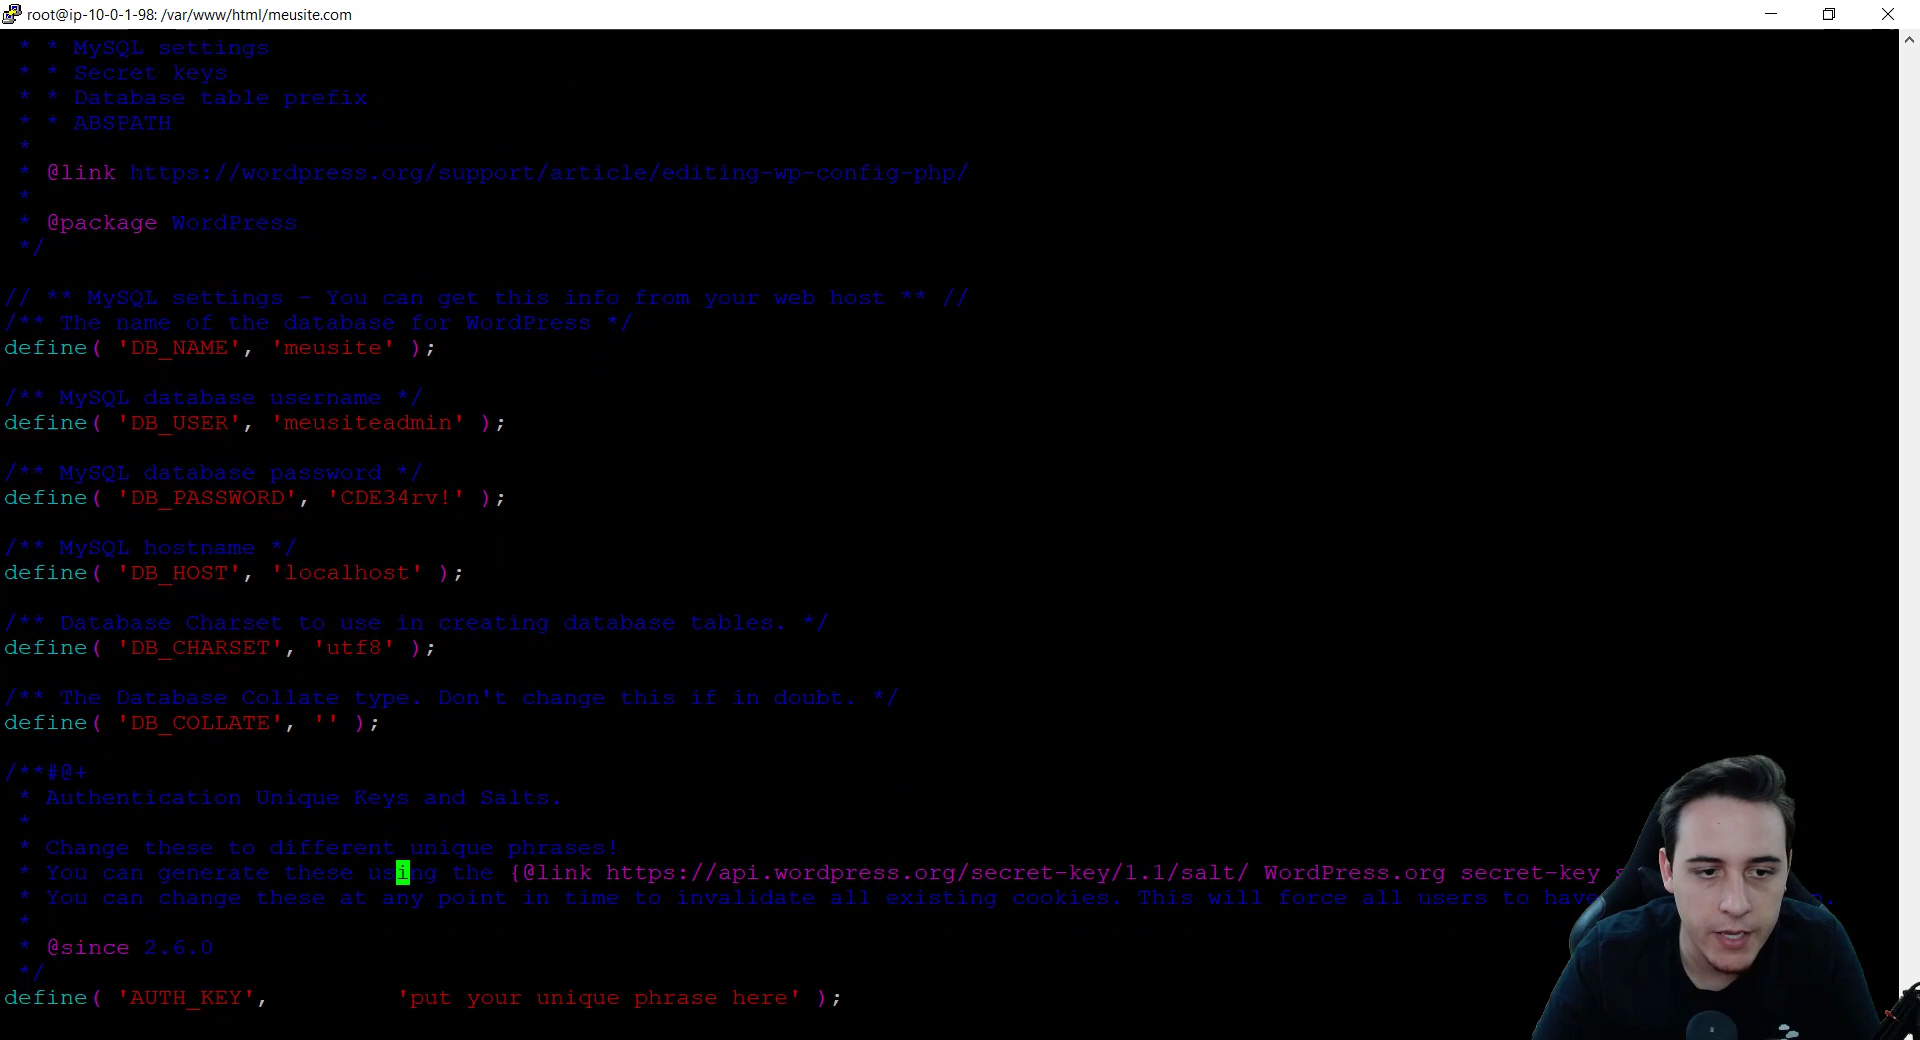 root@ip-10-0-1-98: /var/www/html/meusite.com
* * MySQL settings
* * Secret keys
* * Database table prefix
* * ABSPATH
*
* @link https://wordpress.org/support/article/editing-wp-config-php/
*
* @package WordPress
*/
// ** MySQL settings - You can get this info from your web host ** //
/** The name of the database for WordPress */
define( 'DB_NAME', 'meusite' );
/** MySQL database username */
define( 'DB_USER', 'meusiteadmin' );
/** MySQL database password */
define( 'DB_PASSWORD', 'CDE34rv!' );
/** MySQL hostname */
define( 'DB_HOST', 'localhost' );
/** Database Charset to use in creating database tables. */
define( 'DB_CHARSET', 'utf8' );
/** The Database Collate type. Don't change this if in doubt. */
define( 'DB_COLLATE', '' );
/**#@+
* Authentication Unique Keys and Salts.
*
* Change these to different unique phrases!
* You can generate these using the {@link https://api.wordpress.org/secret-key/1.1/salt/ WordPress.org secret-key
* You can change these at any point in time to invalidate all existing cookies. This will force all users to have
*
* @since 2.6.0
*/
define( 'AUTH_KEY', 'put your unique phrase here' );